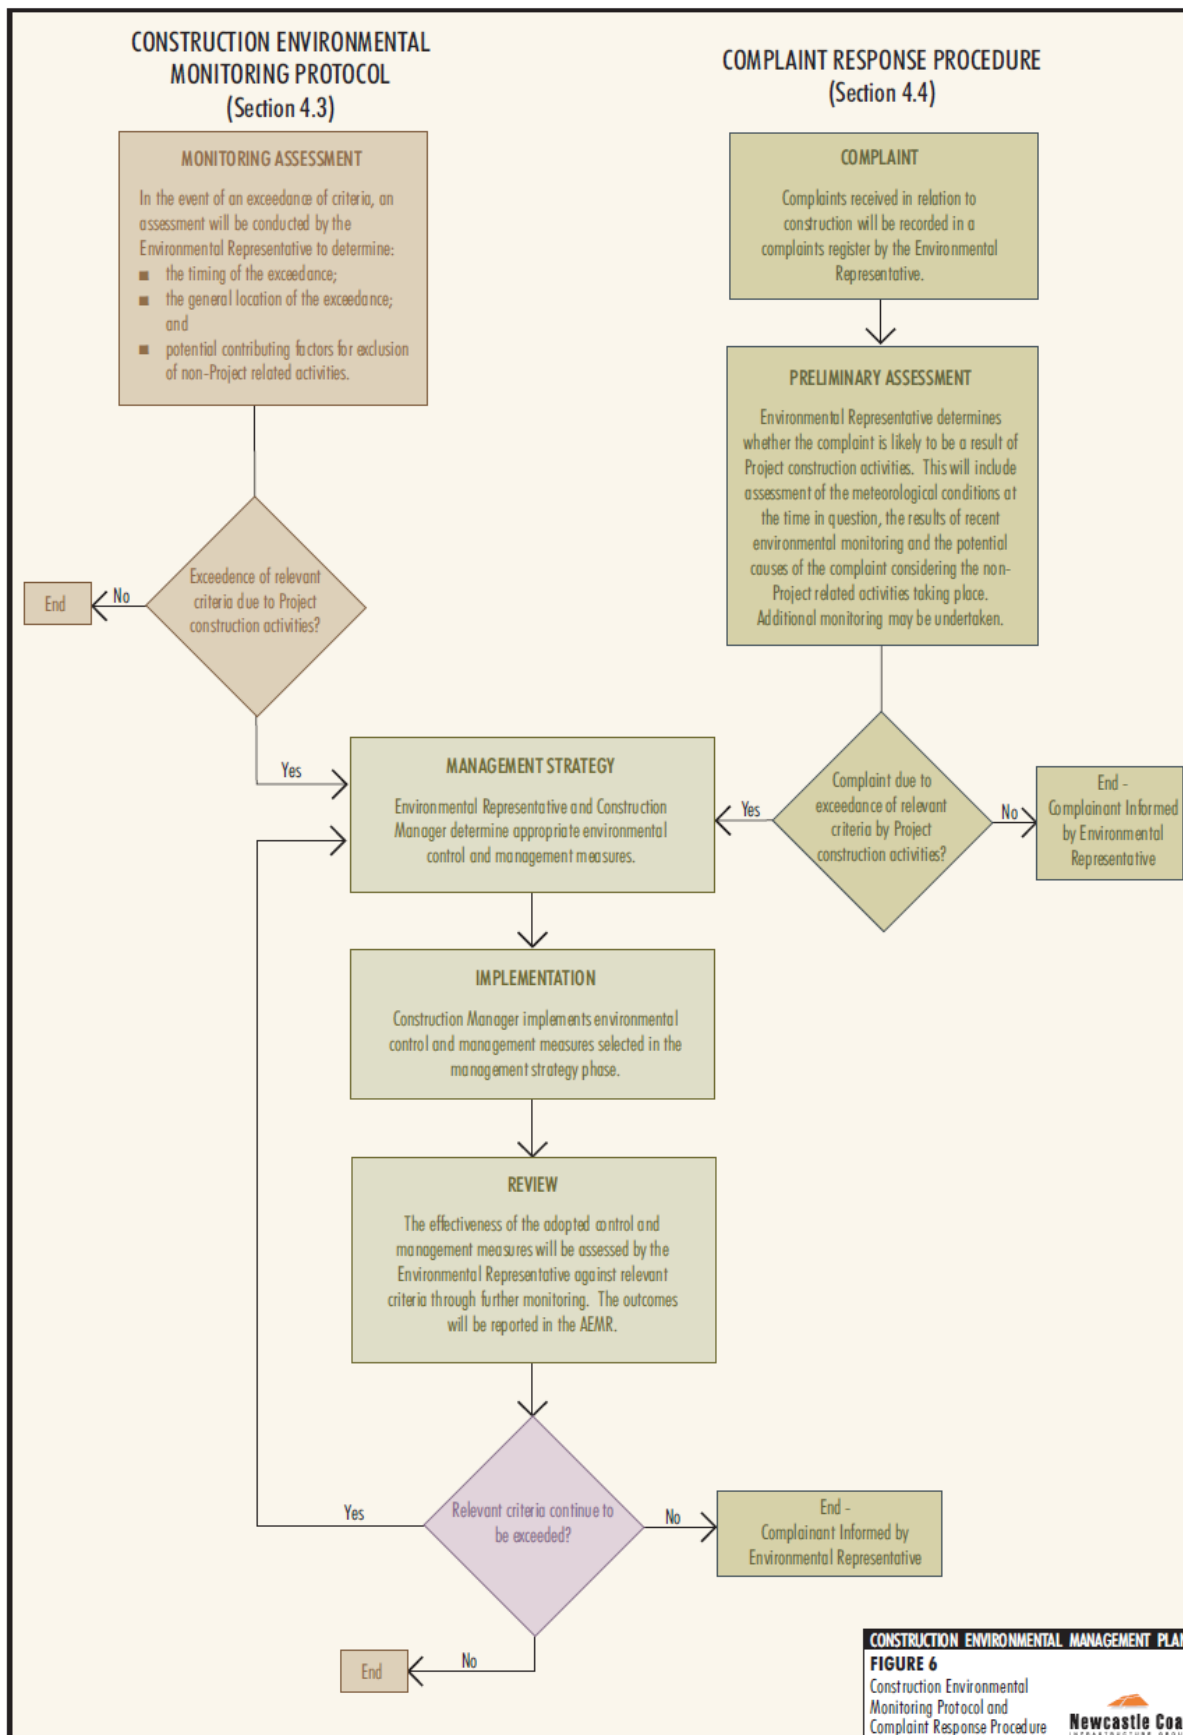 CONSTRUCTION ENVIRONMENTAL
MONITORING PROTOCOL
(Section 4.3)
MONITORING ASSESSMENT
In the event of an exceedance of criteria, an
assessment will be conducted by the
Environmental Representative to determine:
■ the timing of the exceedance;
■ the general location of the exceedance;
and
■ potential contributing factors for exclusion
of non-Project related activities.
Exceedence of relevant
criteria due to Project
construction activities?
No
End
Yes
COMPLAINT RESPONSE PROCEDURE
(Section 4.4)
COMPLAINT
Complaints received in relation to
construction will be recorded in a
complaints register by the Environmental
Representative.
PRELIMINARY ASSESSMENT
Environmental Representative determines
whether the complaint is likely to be a result of
Project construction activities. This will include
assessment of the meteorological conditions at
the time in question, the results of recent
environmental monitoring and the potential
causes of the complaint considering the non-
Project related activities taking place.
Additional monitoring may be undertaken.
Complaint due to
exceedance of relevant
criteria by Project
construction activities?
Yes
No
End -
Complainant Informed
by Environmental
Representative
MANAGEMENT STRATEGY
Environmental Representative and Construction
Manager determine appropriate environmental
control and management measures.
IMPLEMENTATION
Construction Manager implements environmental
control and management measures selected in the
management strategy phase.
REVIEW
The effectiveness of the adopted control and
management measures will be assessed by the
Environmental Representative against relevant
criteria through further monitoring. The outcomes
will be reported in the AEMR.
Relevant criteria continue to
be exceeded?
Yes
No
End -
Complainant Informed by
Environmental Representative
No
End
CONSTRUCTION ENVIRONMENTAL MANAGEMENT PLAN
FIGURE 6
Construction Environmental
Monitoring Protocol and
Complaint Response Procedure
Newcastle Coa
INFRASTRUCTURE GROU